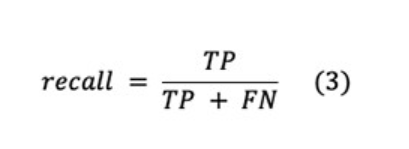 recall = TP / TP + FN (3)